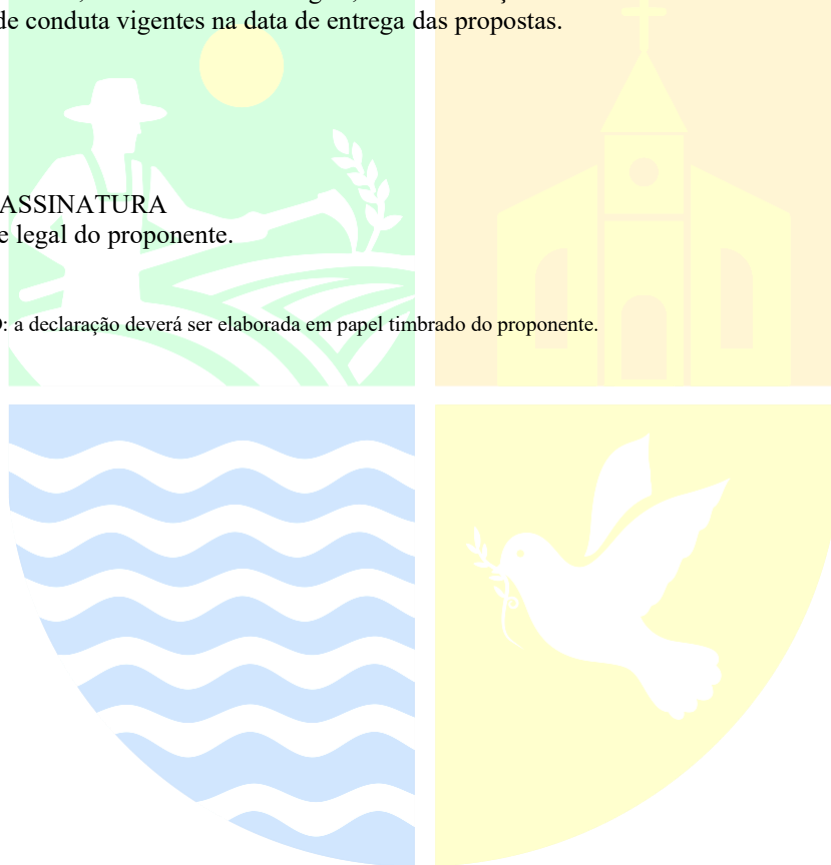 de conduta vigentes na data de entrega das propostas.
ASSINATURA
e legal do proponente.
: a declaração deverá ser elaborada em papel timbrado do proponente.